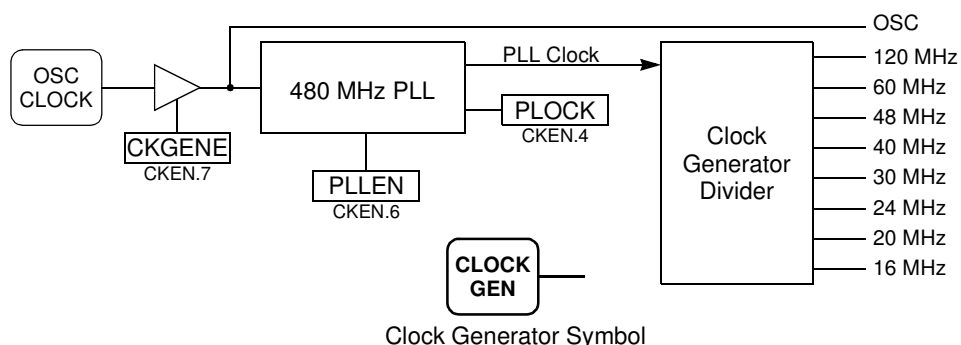 OSC
OSC
CLOCK
PLL Clock
120 MHz
60 MHz
480 MHz PLL
PLOCK
48 MHz
CKEN.4
Clock
Generator
Divider
40 MHz
CKGENE
CKEN.7
30 MHz
PLLEN
CKEN.6
24 MHz
20 MHz
16 MHz
CLOCK
GEN
Clock Generator Symbol